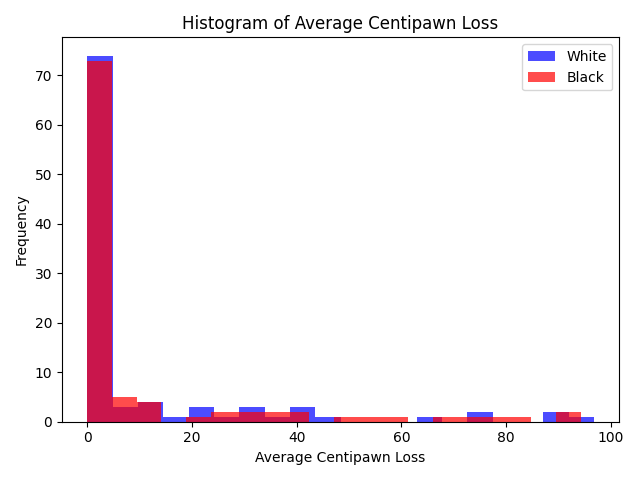 Histogram of Average Centipawn Loss
White
Black
70
60
50
40
30
20
10
0
Frequency
0 20 40 60 80 100
Average Centipawn Loss